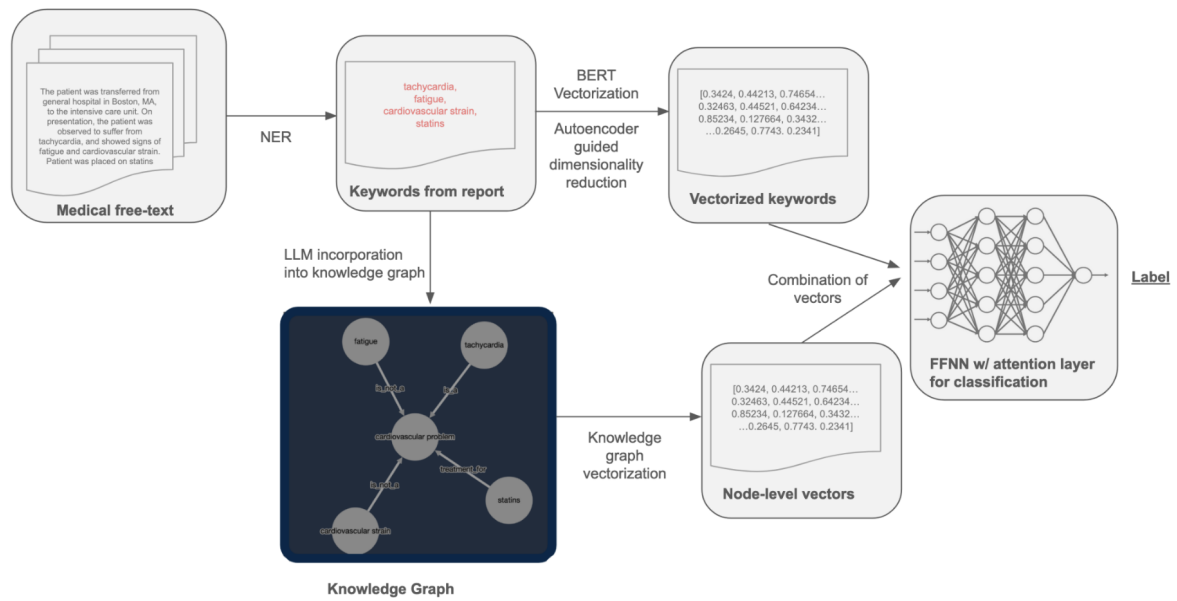 The patient was transferred from
general hospital in Boston, MA,
to the intensive care unit. On
presentation, the patient was
observed to suffer from
tachycardia, and showed signs of
fatigue and cardiovascular strain.
Patient was placed on statins
Medical free-text
NER
tachycardia,
fatigue,
cardiovascular strain,
statins
Keywords from report
BERT
Vectorization
Autoencoder
guided
dimensionality
reduction
[0.3424, 0.44213, 0.74654…
0.32463, 0.44521, 0.64234…
0.85234, 0.127664, 0.3432…
…0.2645, 0.7743. 0.2341]
Vectorized keywords
LLM incorporation
into knowledge graph
fatigue
tachycardia
is_not_a
is_a
cardiovascular problem
treatment_for
is_not_a
statins
cardiovascular strain
Knowledge Graph
Knowledge
graph
vectorization
[0.3424, 0.44213, 0.74654…
0.32463, 0.44521, 0.64234…
0.85234, 0.127664, 0.3432…
…0.2645, 0.7743. 0.2341]
Node-level vectors
Combination of
vectors
FFNN w/ attention layer
for classification
Label